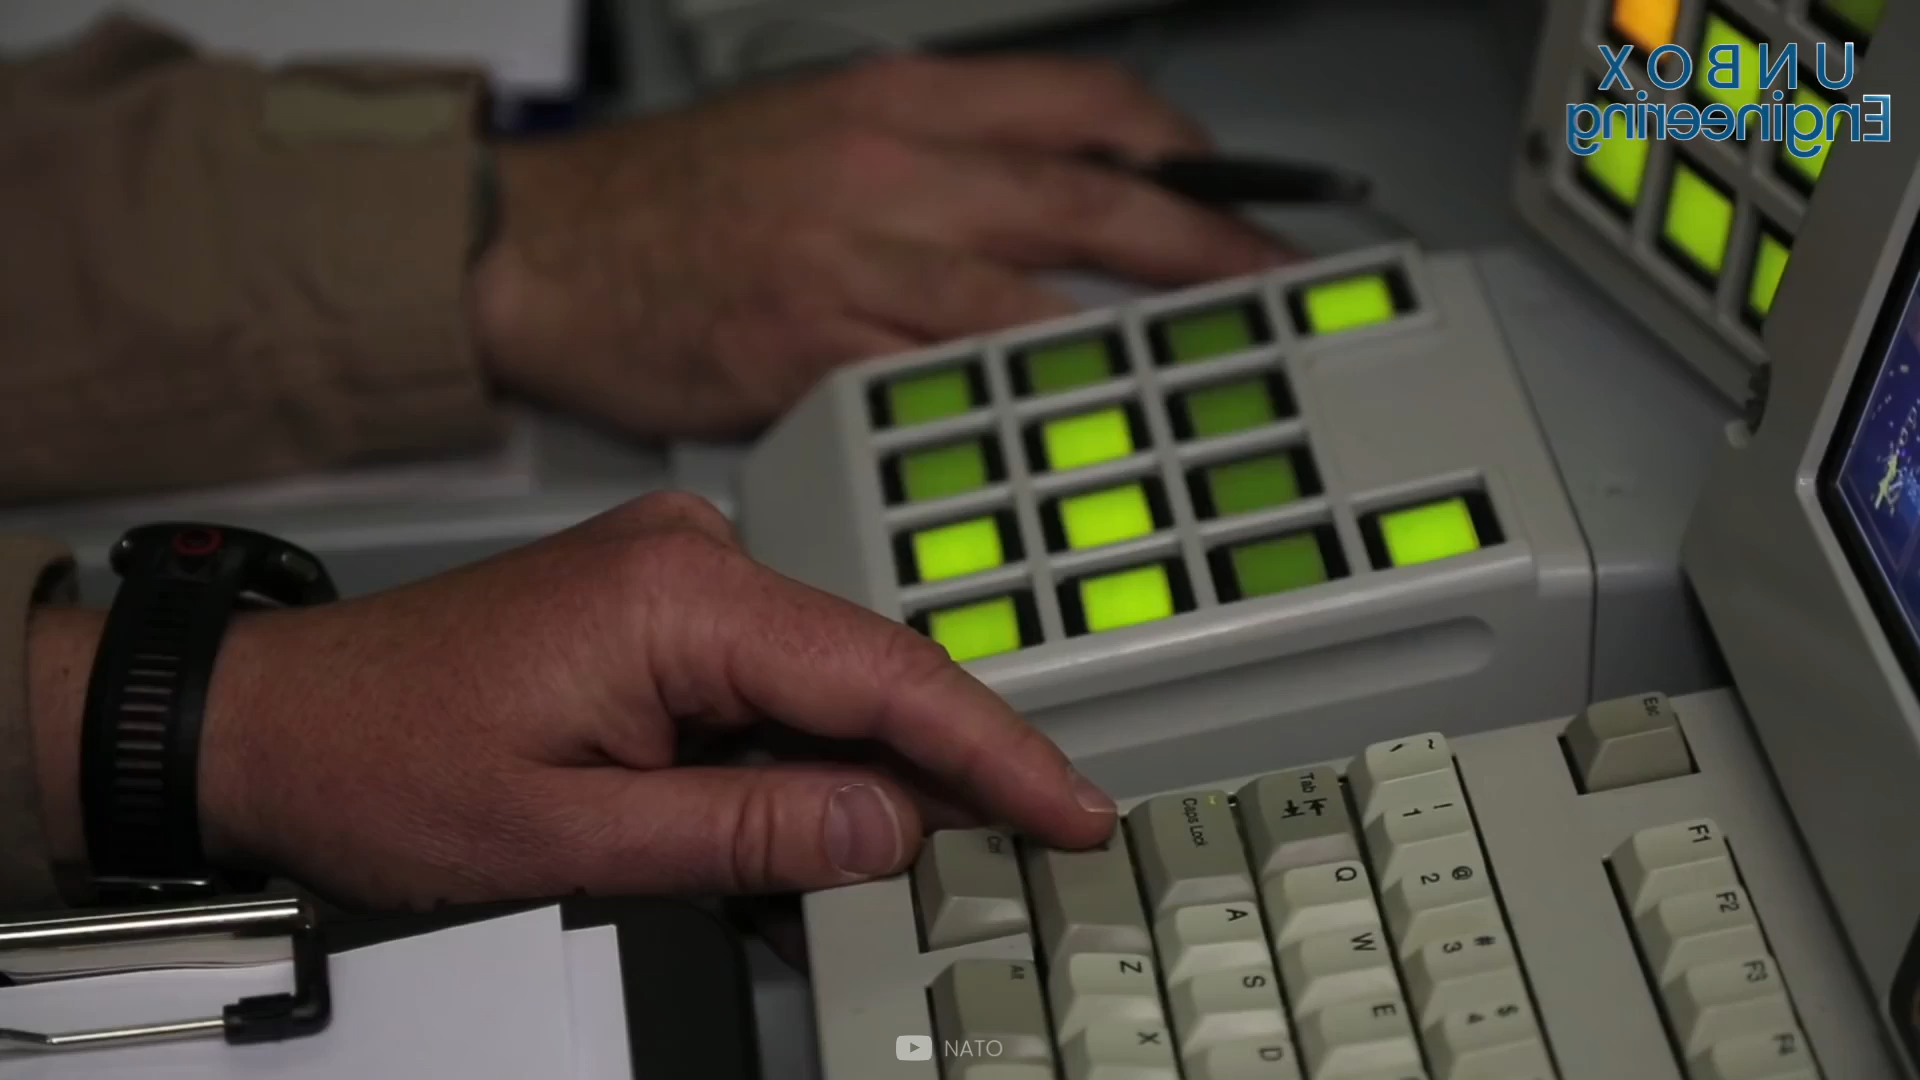 UNBOX
Engineering
Esc
~
Tab
!
1
Caps Lock
F1
Ctrl
Q
@
2
F2
A
W
#
3
Z
Alt
S
F3
E
$
4
X
D
F4
NATO